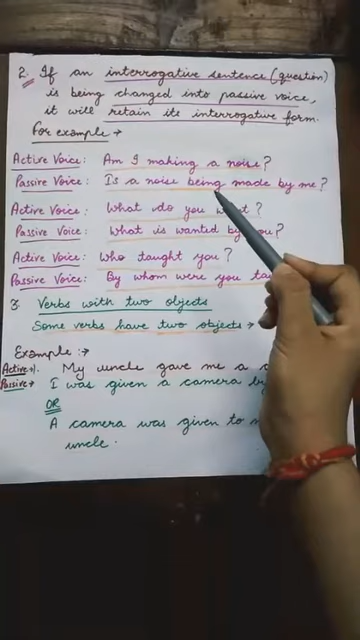 2. If an interrogative sentence (question)
is being changed into passive voice,
it will retain its interrogative form.
For example →
Active Voice: Am I making a noise?
Passive Voice: Is a noise being made by me?
Active Voice: What do you ?
Passive Voice: What is wanted by you?
Active Voice: Who taught you?
Passive Voice: By whom were you
3. Verbs with two objects
Some verbs have two objects →
Example :→
Active →1. My uncle gave me a
Passive → I was given a camera
OR
A camera was given to
uncle.